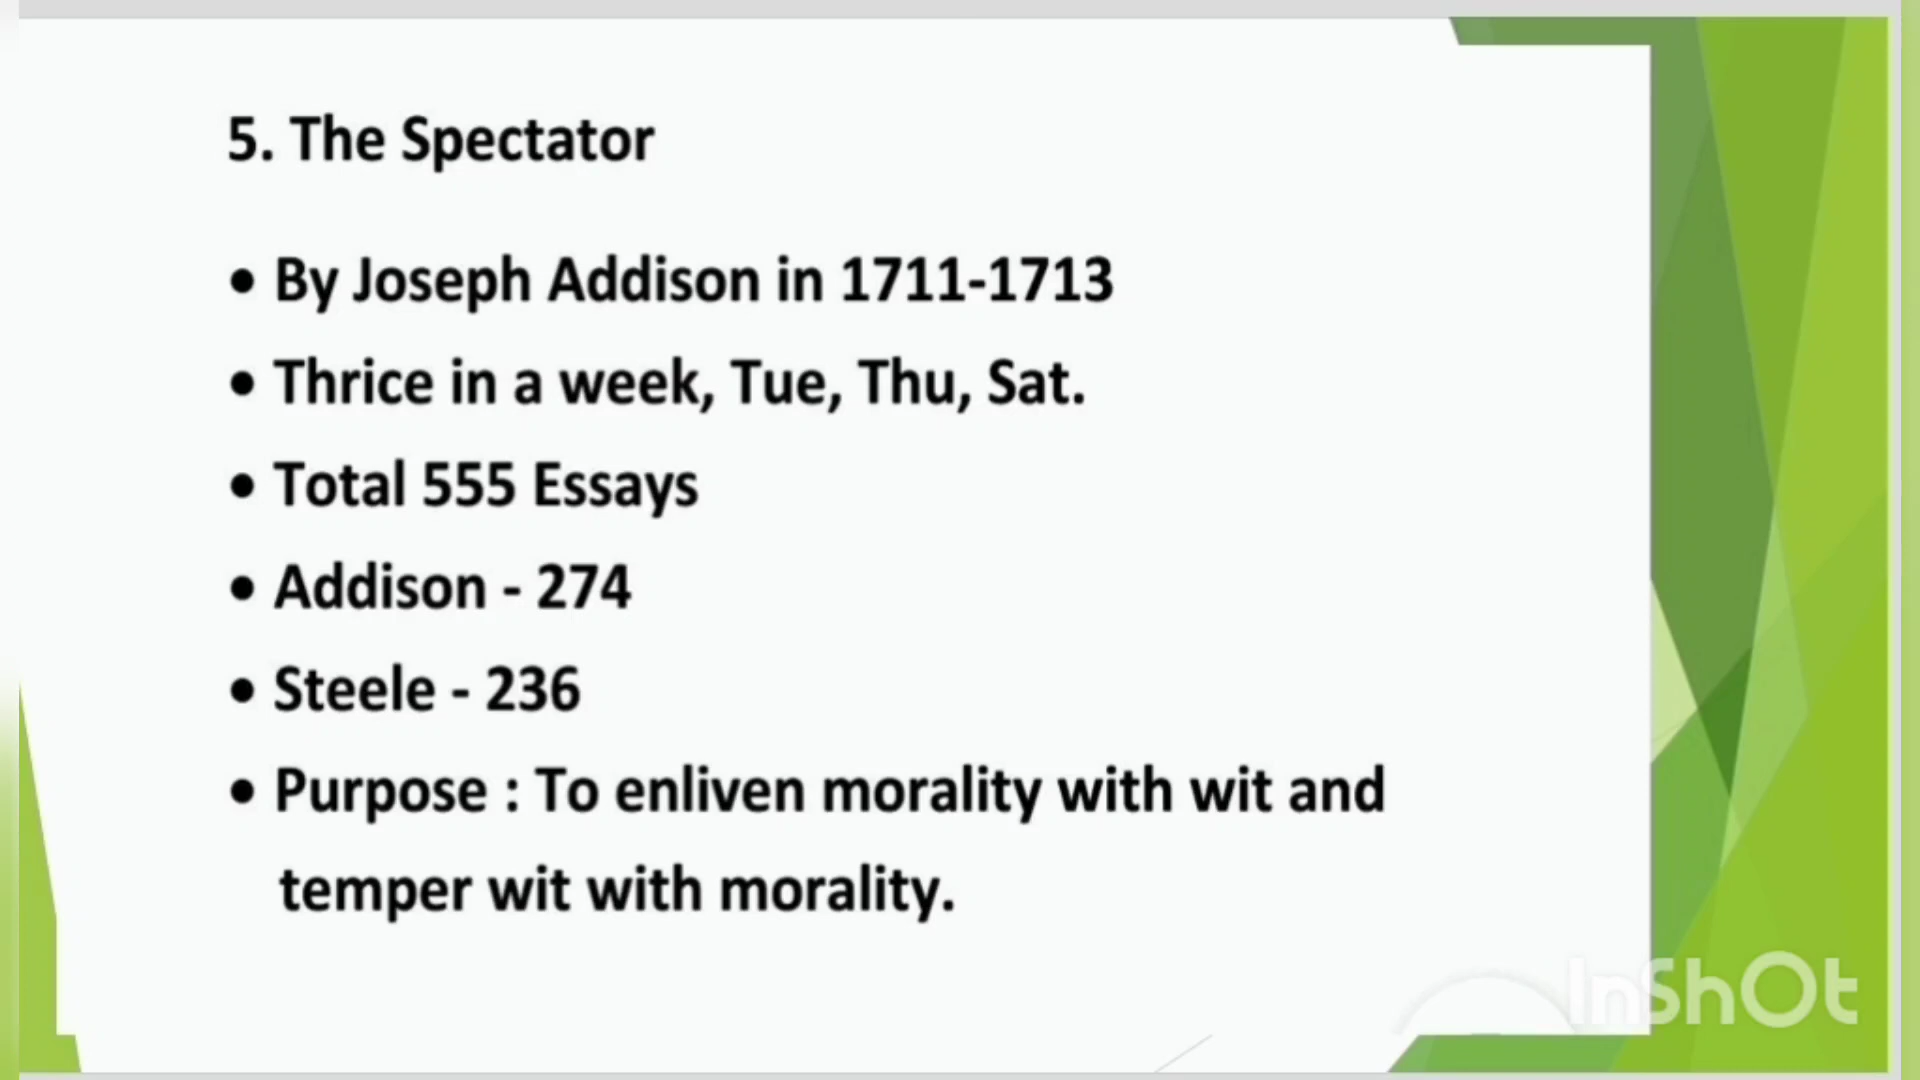 5. The Spectator
• By Joseph Addison in 1711-1713
• Thrice in a week, Tue, Thu, Sat.
• Total 555 Essays
• Addison - 274
• Steele - 236
• Purpose : To enliven morality with wit and
temper wit with morality.
InShOt